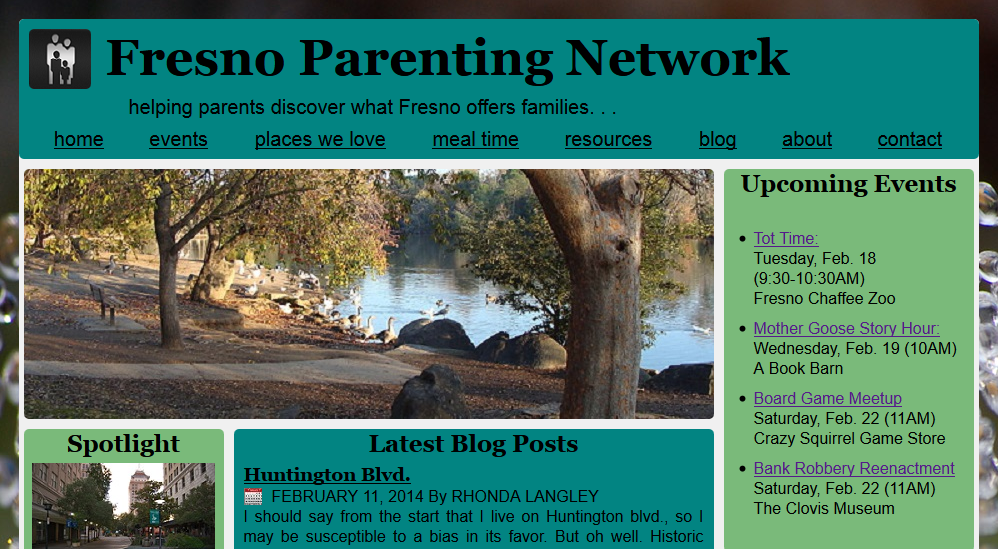 Fresno Parenting Network
helping parents discover what Fresno offers families. . .
home events places we love meal time resources blog about contact
Upcoming Events
Tot Time:
Tuesday, Feb. 18
(9:30-10:30AM)
Fresno Chaffee Zoo
Mother Goose Story Hour:
Wednesday, Feb. 19 (10AM)
A Book Barn
Board Game Meetup
Saturday, Feb. 22 (11AM)
Crazy Squirrel Game Store
Bank Robbery Reenactment
Saturday, Feb. 22 (11AM)
The Clovis Museum
Spotlight
Latest Blog Posts
Huntington Blvd.
FEBRUARY 11, 2014 By RHONDA LANGLEY
I should say from the start that I live on Huntington blvd., so I
may be susceptible to a bias in its favor. But oh well. Historic